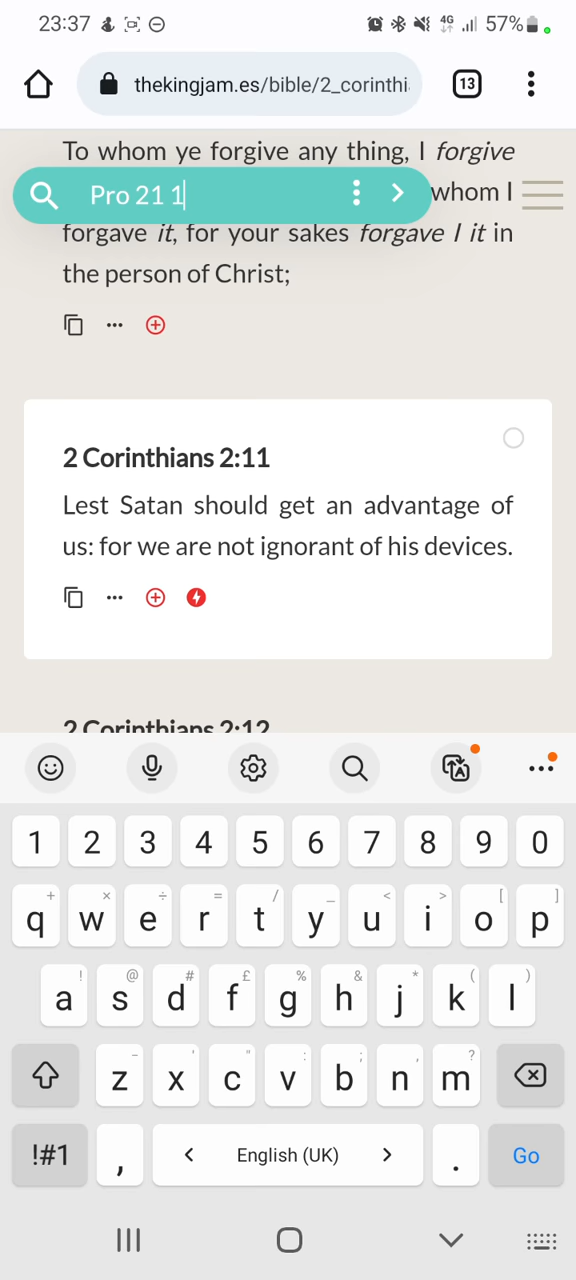 23:37
4G
57%
thekingjam.es/bible/2_corinthi
13
To whom ye forgive any thing, I forgive
Pro 21 1
whom I
forgave it, for your sakes forgave I it in
the person of Christ;
2 Corinthians 2:11
Lest Satan should get an advantage of
us: for we are not ignorant of his devices.
2 Corinthians 2:12
1 2 3 4 5 6 7 8 9 0
+ × ÷ = / _ < > [ ]
q w e r t y u i o p
! @ # £ % & * ( )
a s d f g h j k l
- ' " : ; , ?
z x c v b n m
!#1 , < English (UK) > . Go